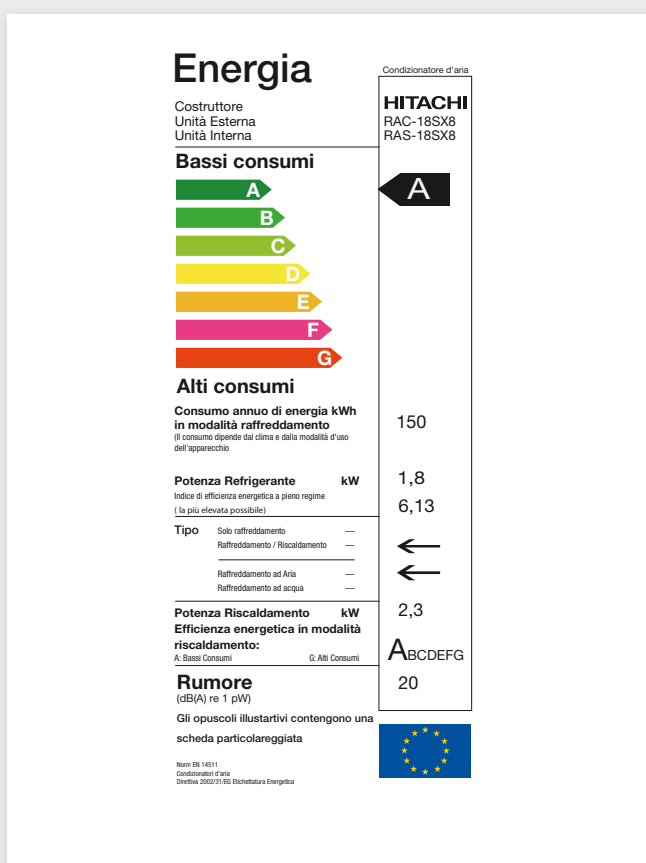 Energia
Condizionatore d'aria
Costruttore
HITACHI
Unità Esterna
RAC-18SX8
Unità Interna
RAS-18SX8
Bassi consumi
A
A
B
C
D
E
F
G
Alti consumi
Consumo annuo di energia kWh
in modalità raffreddamento
150
(Il consumo dipende dal clima e dalla modalità d'uso
dell'apparecchio
Potenza Refrigerante kW
1,8
Indice di efficienza energetica a pieno regime
( la più elevata possibile)
6,13
Tipo
Solo raffreddamento —
Raffreddamento / Riscaldamento —
Raffreddamento ad Aria —
Raffreddamento ad acqua —
Potenza Riscaldamento kW
2,3
Efficienza energetica in modalità
riscaldamento:
A: Bassi Consumi G: Alti Consumi
ABCDEFG
Rumore
20
(dB(A) re 1 pW)
Gli opuscoli illustartivi contengono una
scheda particolareggiata
Norm EN 14511
Condizionatori d'aria
Direttiva 2002/31/EG Etichettatura Energetica